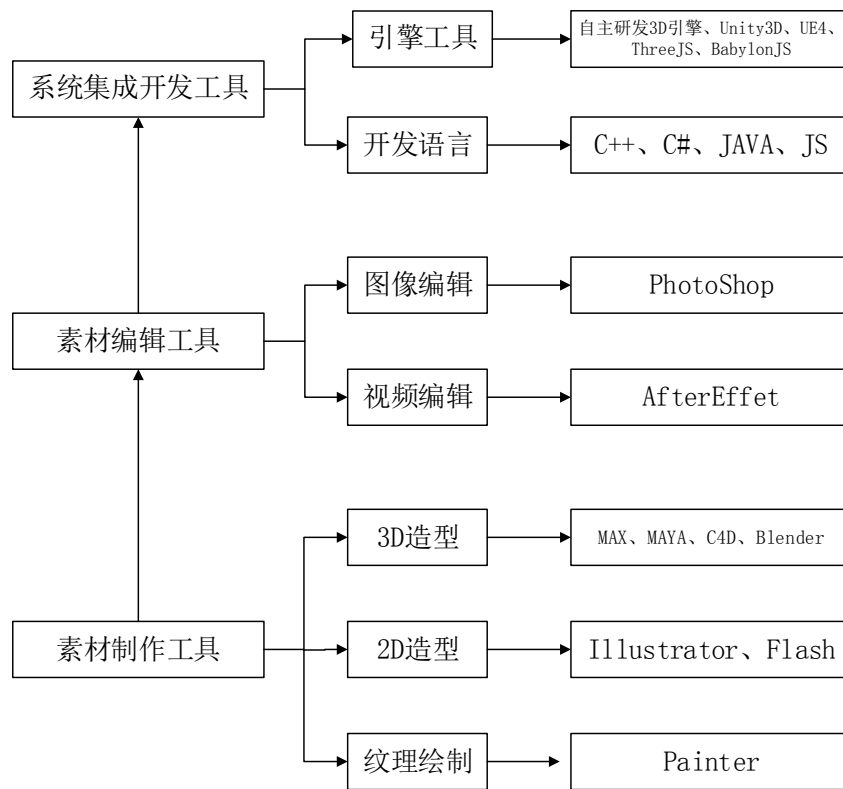 引擎工具
自主研发3D引擎、Unity3D、UE4、
ThreeJS、BabylonJS
系统集成开发工具
开发语言
C++、C#、JAVA、JS
图像编辑
PhotoShop
素材编辑工具
视频编辑
AfterEffet
3D造型
MAX、MAYA、C4D、Blender
素材制作工具
2D造型
Illustrator、Flash
纹理绘制
Painter